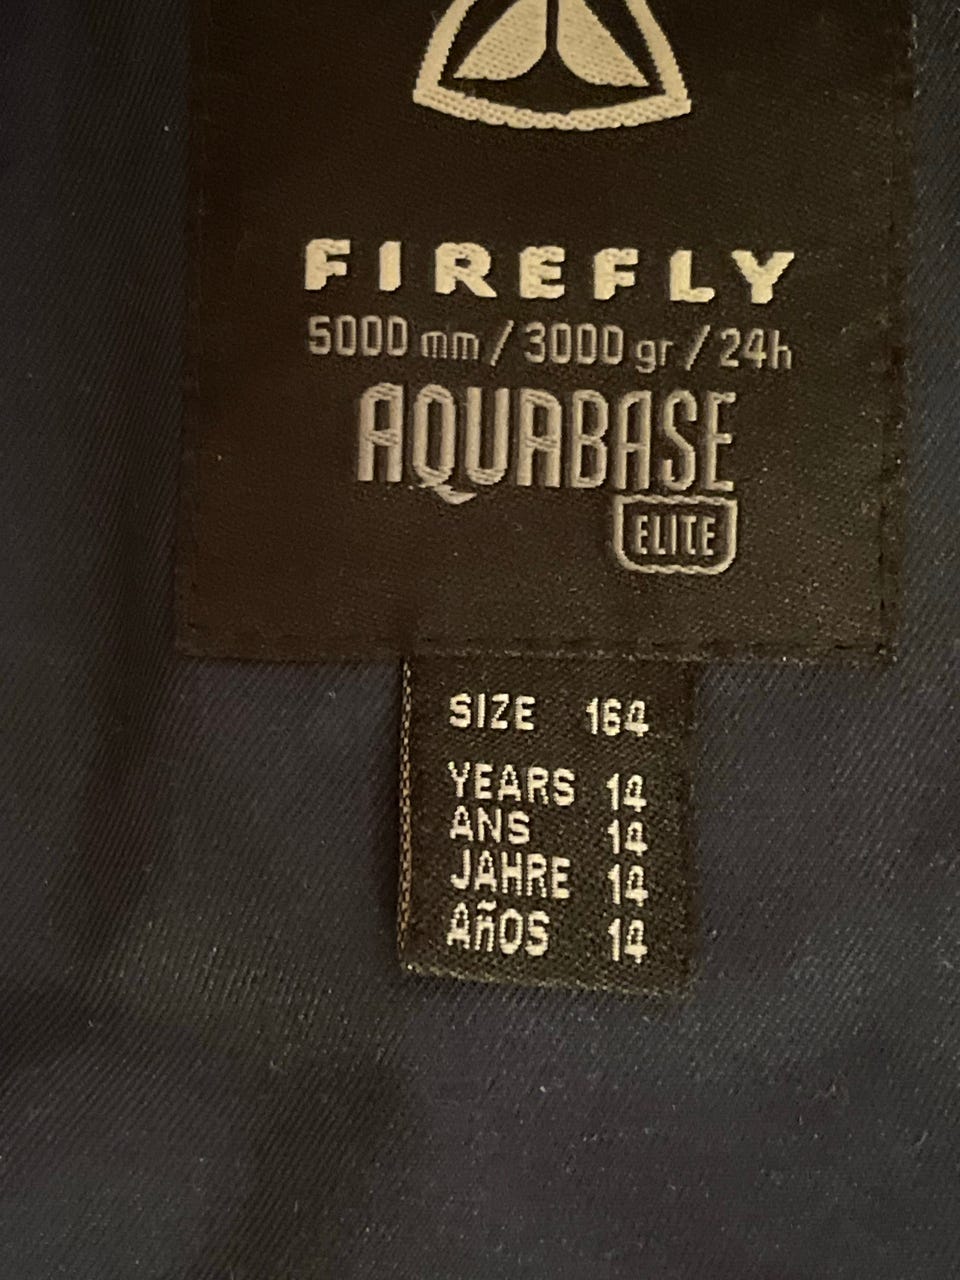 FIREFLY
5000 mm / 3000 gr / 24h
AQUABASE
ELITE
SIZE 164
YEARS 14
ANS 14
JAHRE 14
AÑOS 14